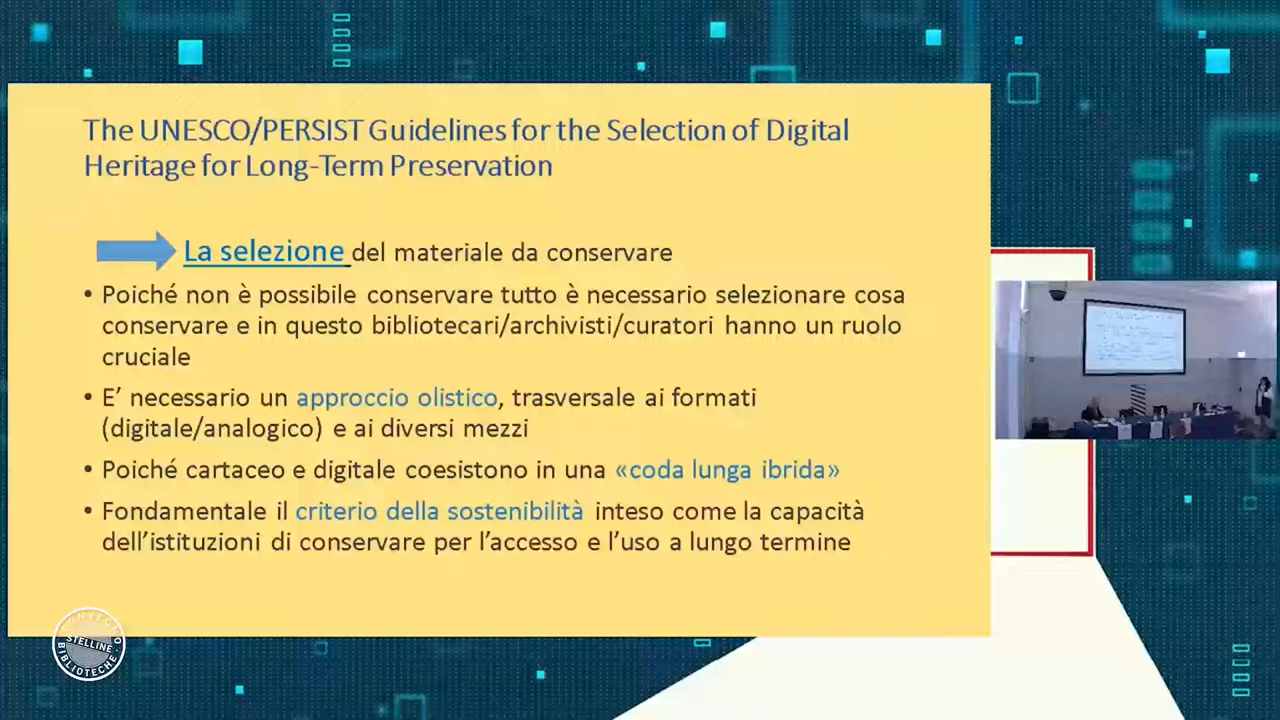 The UNESCO/PERSIST Guidelines for the Selection of Digital
Heritage for Long-Term Preservation
La selezione del materiale da conservare
• Poiché non è possibile conservare tutto è necessario selezionare cosa
conservare e in questo bibliotecari/archivisti/curatori hanno un ruolo
cruciale
• E’ necessario un approccio olistico, trasversale ai formati
(digitale/analogico) e ai diversi mezzi
• Poiché cartaceo e digitale coesistono in una «coda lunga ibrida»
• Fondamentale il criterio della sostenibilità inteso come la capacità
dell’istituzioni di conservare per l’accesso e l’uso a lungo termine
CONVEGNO
STELLINE
BIBLIOTECHE